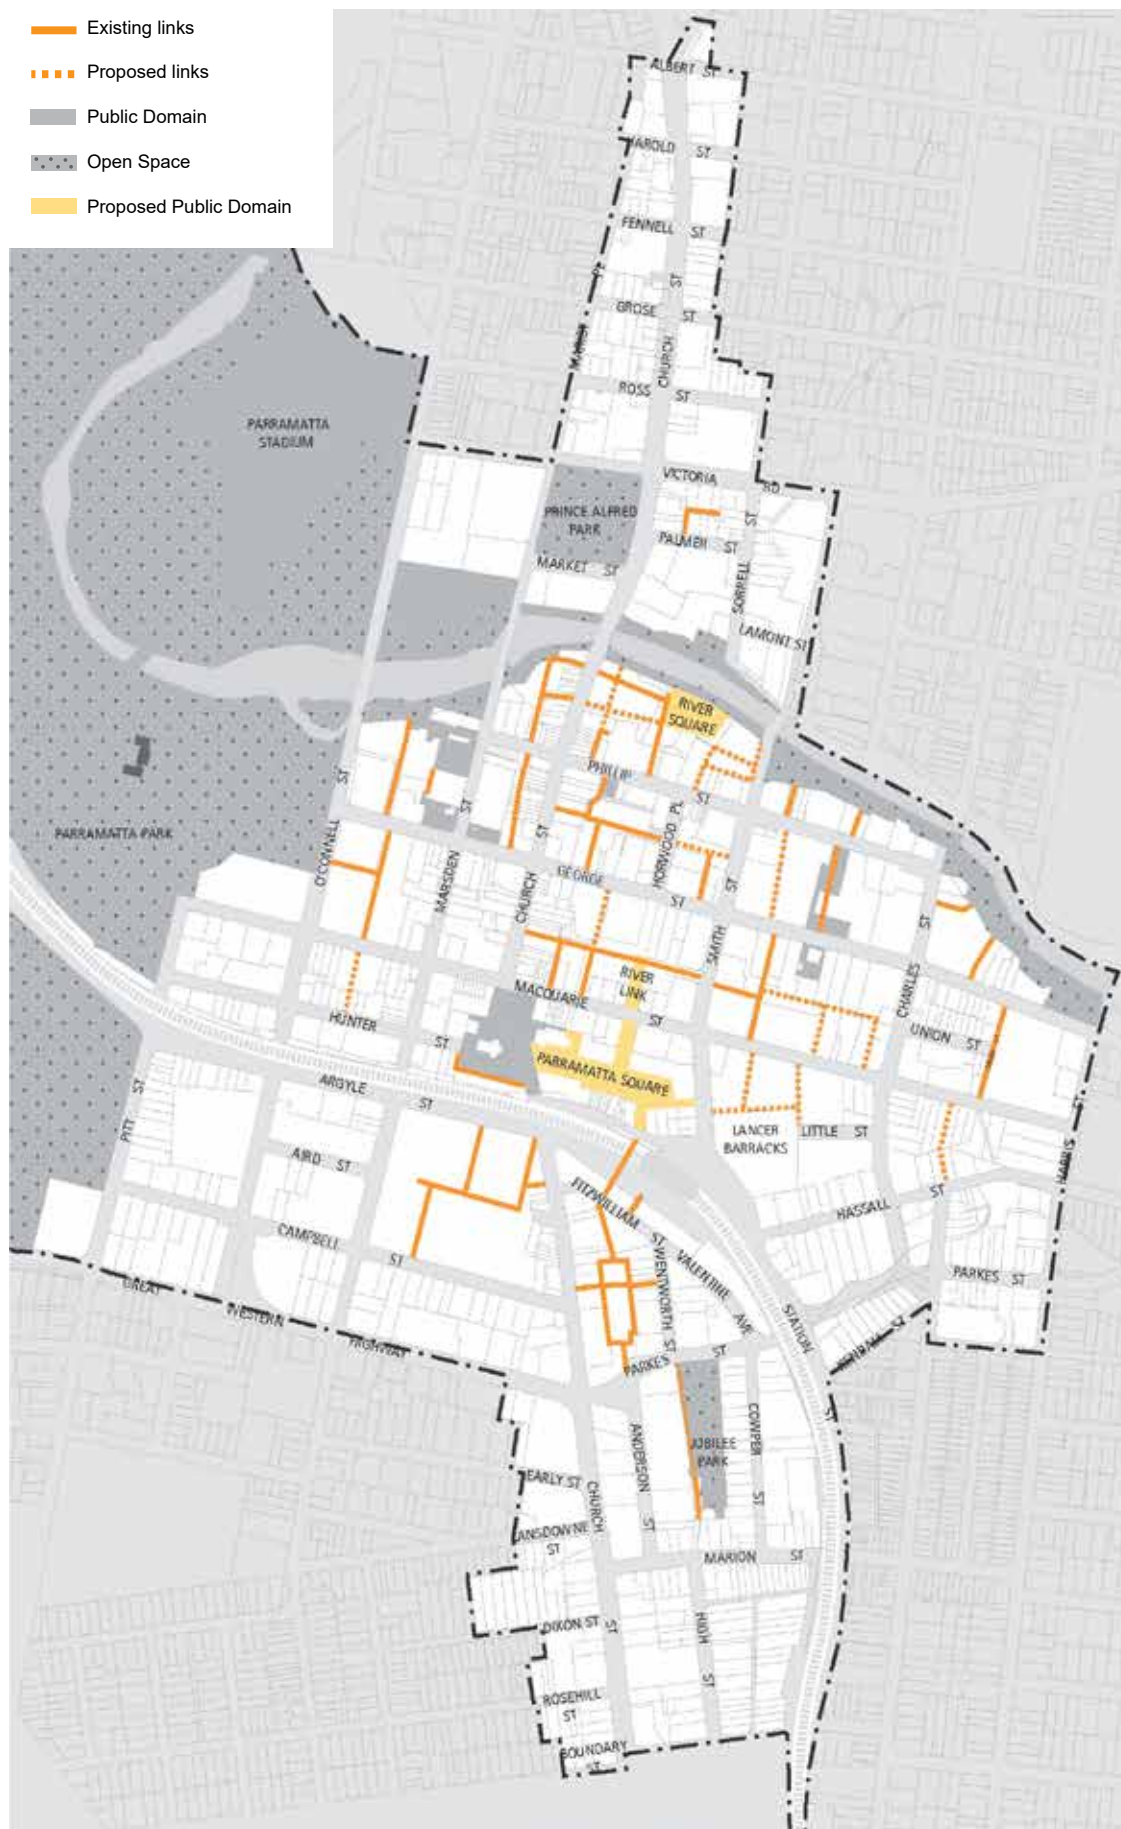 Existing links
Proposed links
Public Domain
Open Space
Proposed Public Domain
ALBERT ST
HAROLD ST
FENNELL ST
PL
ST
GROSE ST
MARIST
CHURCH
ROSS ST
PARRAMATTA
STADIUM
VICTORIA RD
PRINCE ALFRED
PARK
ST
PALMER ST
MARKET ST
SORRELL
LAMONT ST
RIVER
SQUARE
PHILLIP ST
ST
ST
HORWOOD PL
PARRAMATTA PARK
O'CONNELL
MARSDEN
ST
CHURCH
GEORGE ST
ST
SMITH
ST
CHARLES
RIVER
LINK
MACQUARIE ST
HUNTER ST
UNION ST
PARRAMATTA SQUARE
ARGYLE ST
ST
PITT
LANCER
BARRACKS
LITTLE ST
ST
HARRIS
AIRD ST
FITZWILLIAM ST
HASSALL ST
CAMPBELL ST
WENTWORTH ST
VALENTINE AVE
PARKES ST
GREAT
WESTERN
HIGHWAY
STATION
ST
PARKES ST
ST
JUBILEE
PARK
COWPER
ST
ANDERSON
ST
EARLY ST
CHURCH
ST
ANSDOWNE
ST
MARION ST
DIXON ST
HIGH
ST
ROSEHILL
ST
BOUNDARY
ST